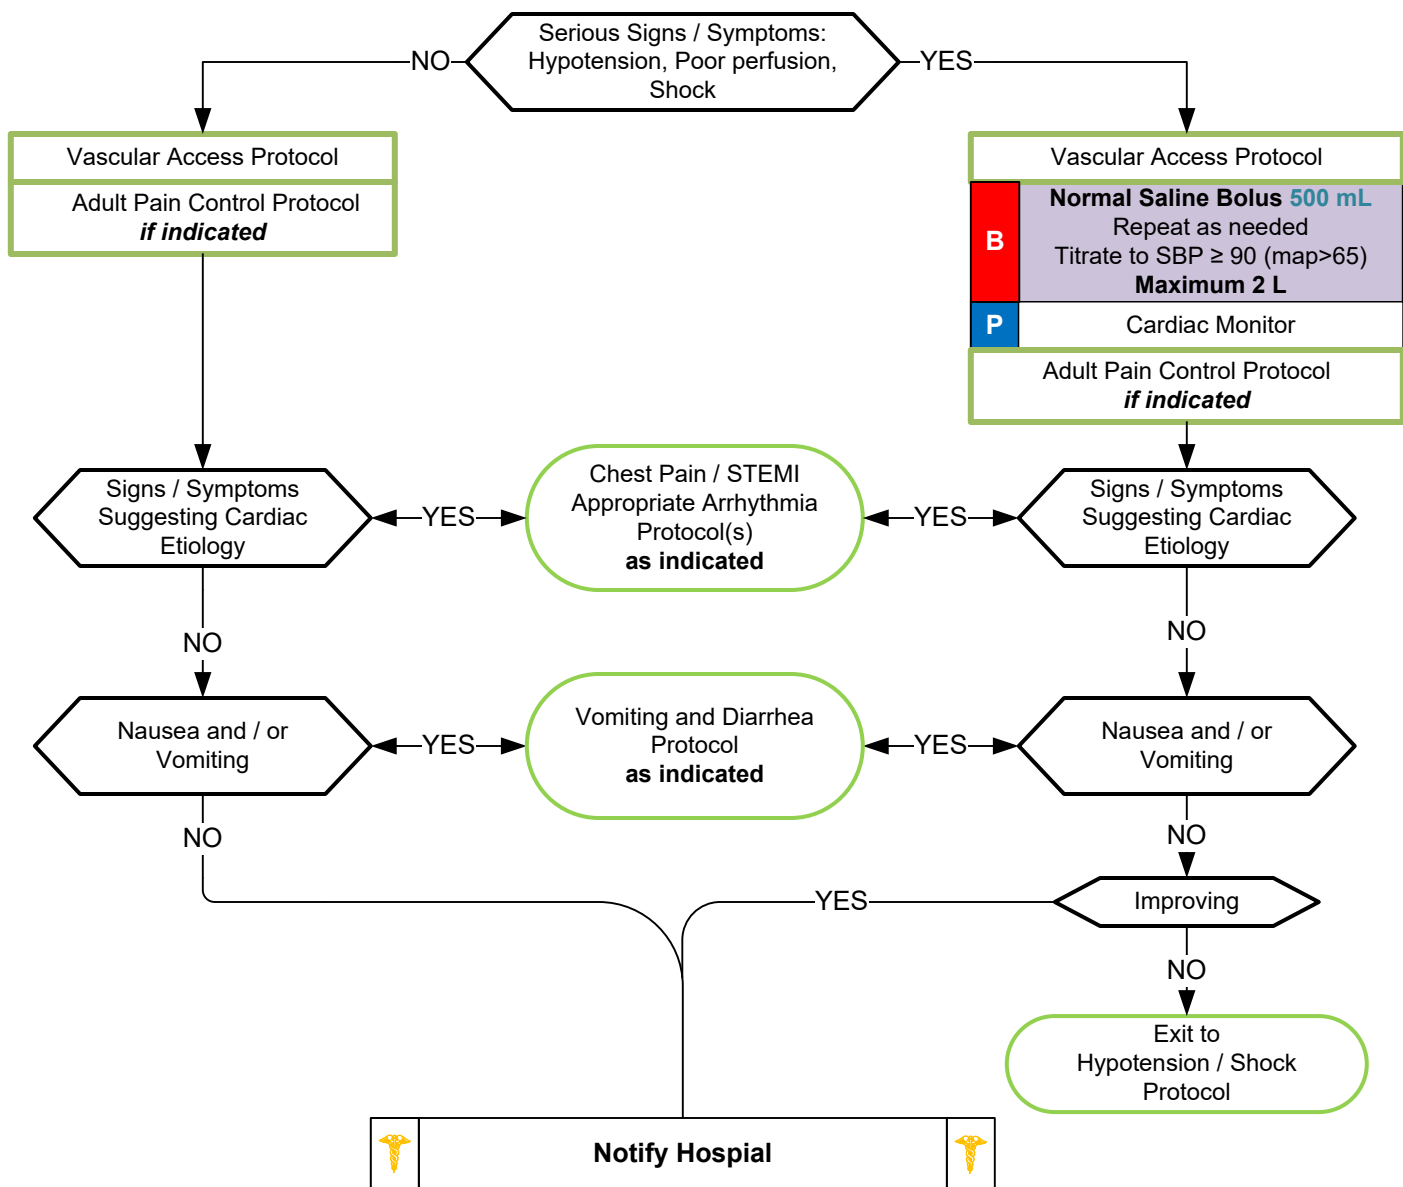 Serious Signs / Symptoms:
Hypotension, Poor perfusion,
Shock
NO
YES
Vascular Access Protocol
Adult Pain Control Protocol
if indicated
Vascular Access Protocol
B
Normal Saline Bolus 500 mL
Repeat as needed
Titrate to SBP ≥ 90 (map>65)
Maximum 2 L
P
Cardiac Monitor
Adult Pain Control Protocol
if indicated
Signs / Symptoms
Suggesting Cardiac
Etiology
YES
Chest Pain / STEMI
Appropriate Arrhythmia
Protocol(s)
as indicated
YES
Signs / Symptoms
Suggesting Cardiac
Etiology
NO
NO
Nausea and / or
Vomiting
YES
Vomiting and Diarrhea
Protocol
as indicated
YES
Nausea and / or
Vomiting
NO
NO
YES
Improving
NO
Exit to
Hypotension / Shock
Protocol
Notify Hospial